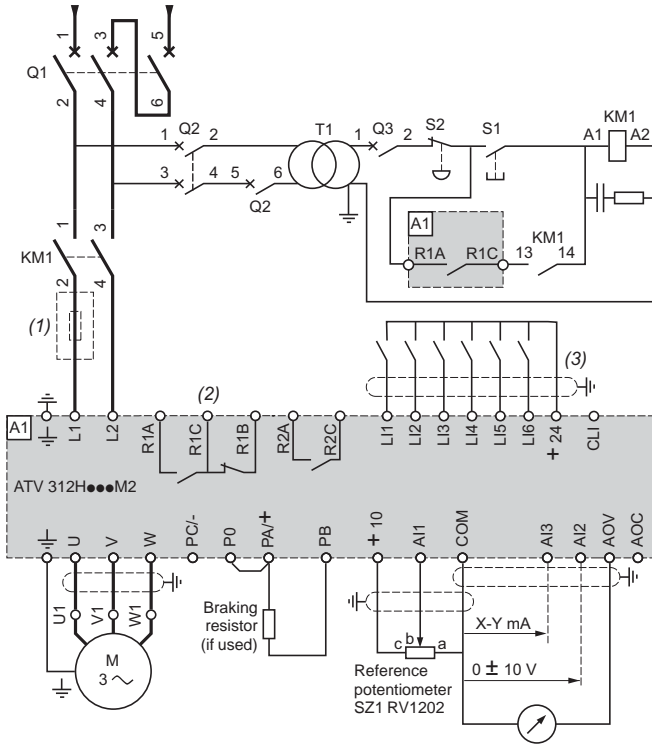 1 3 5
Q1
2 4 6
1 Q2 2 T1 1 Q3 2 S2 S1 KM1
A1 A2
3 4 5 6
Q2
A1
R1A R1C 13 KM1 14
1 3
KM1
2 4
(1)
(2)
(3)
A1
L1 L2 R1A R1C R1B R2A R2C LI1 LI2 LI3 LI4 LI5 LI6 + 24 CLI
ATV 312H●●●M2
U V W PC/- P0 PA/+ PB + 10 AI1 COM AI3 AI2 AOV AOC
U1 V1 W1
M
3
Braking
resistor
(if used)
c b a
Reference
potentiometer
SZ1 RV1202
X-Y mA
0 ± 10 V